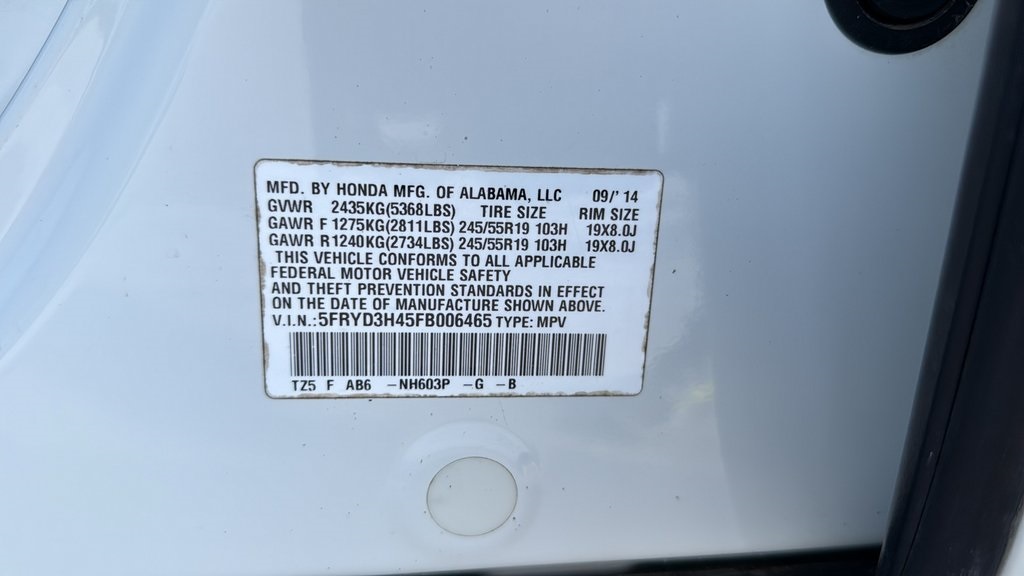 MFD. BY HONDA MFG. OF ALABAMA, LLC 09/' 14
GVWR 2435KG(5368LBS) TIRE SIZE RIM SIZE
GAWR F 1275KG(2811LBS) 245/55R19 103H 19X8.0J
GAWR R1240KG(2734LBS) 245/55R19 103H 19X8.0J
THIS VEHICLE CONFORMS TO ALL APPLICABLE
FEDERAL MOTOR VEHICLE SAFETY
AND THEFT PREVENTION STANDARDS IN EFFECT
ON THE DATE OF MANUFACTURE SHOWN ABOVE.
V.I.N.:5FRYD3H45FB006465 TYPE: MPV
TZ5 F AB6 -NH603P -G -B